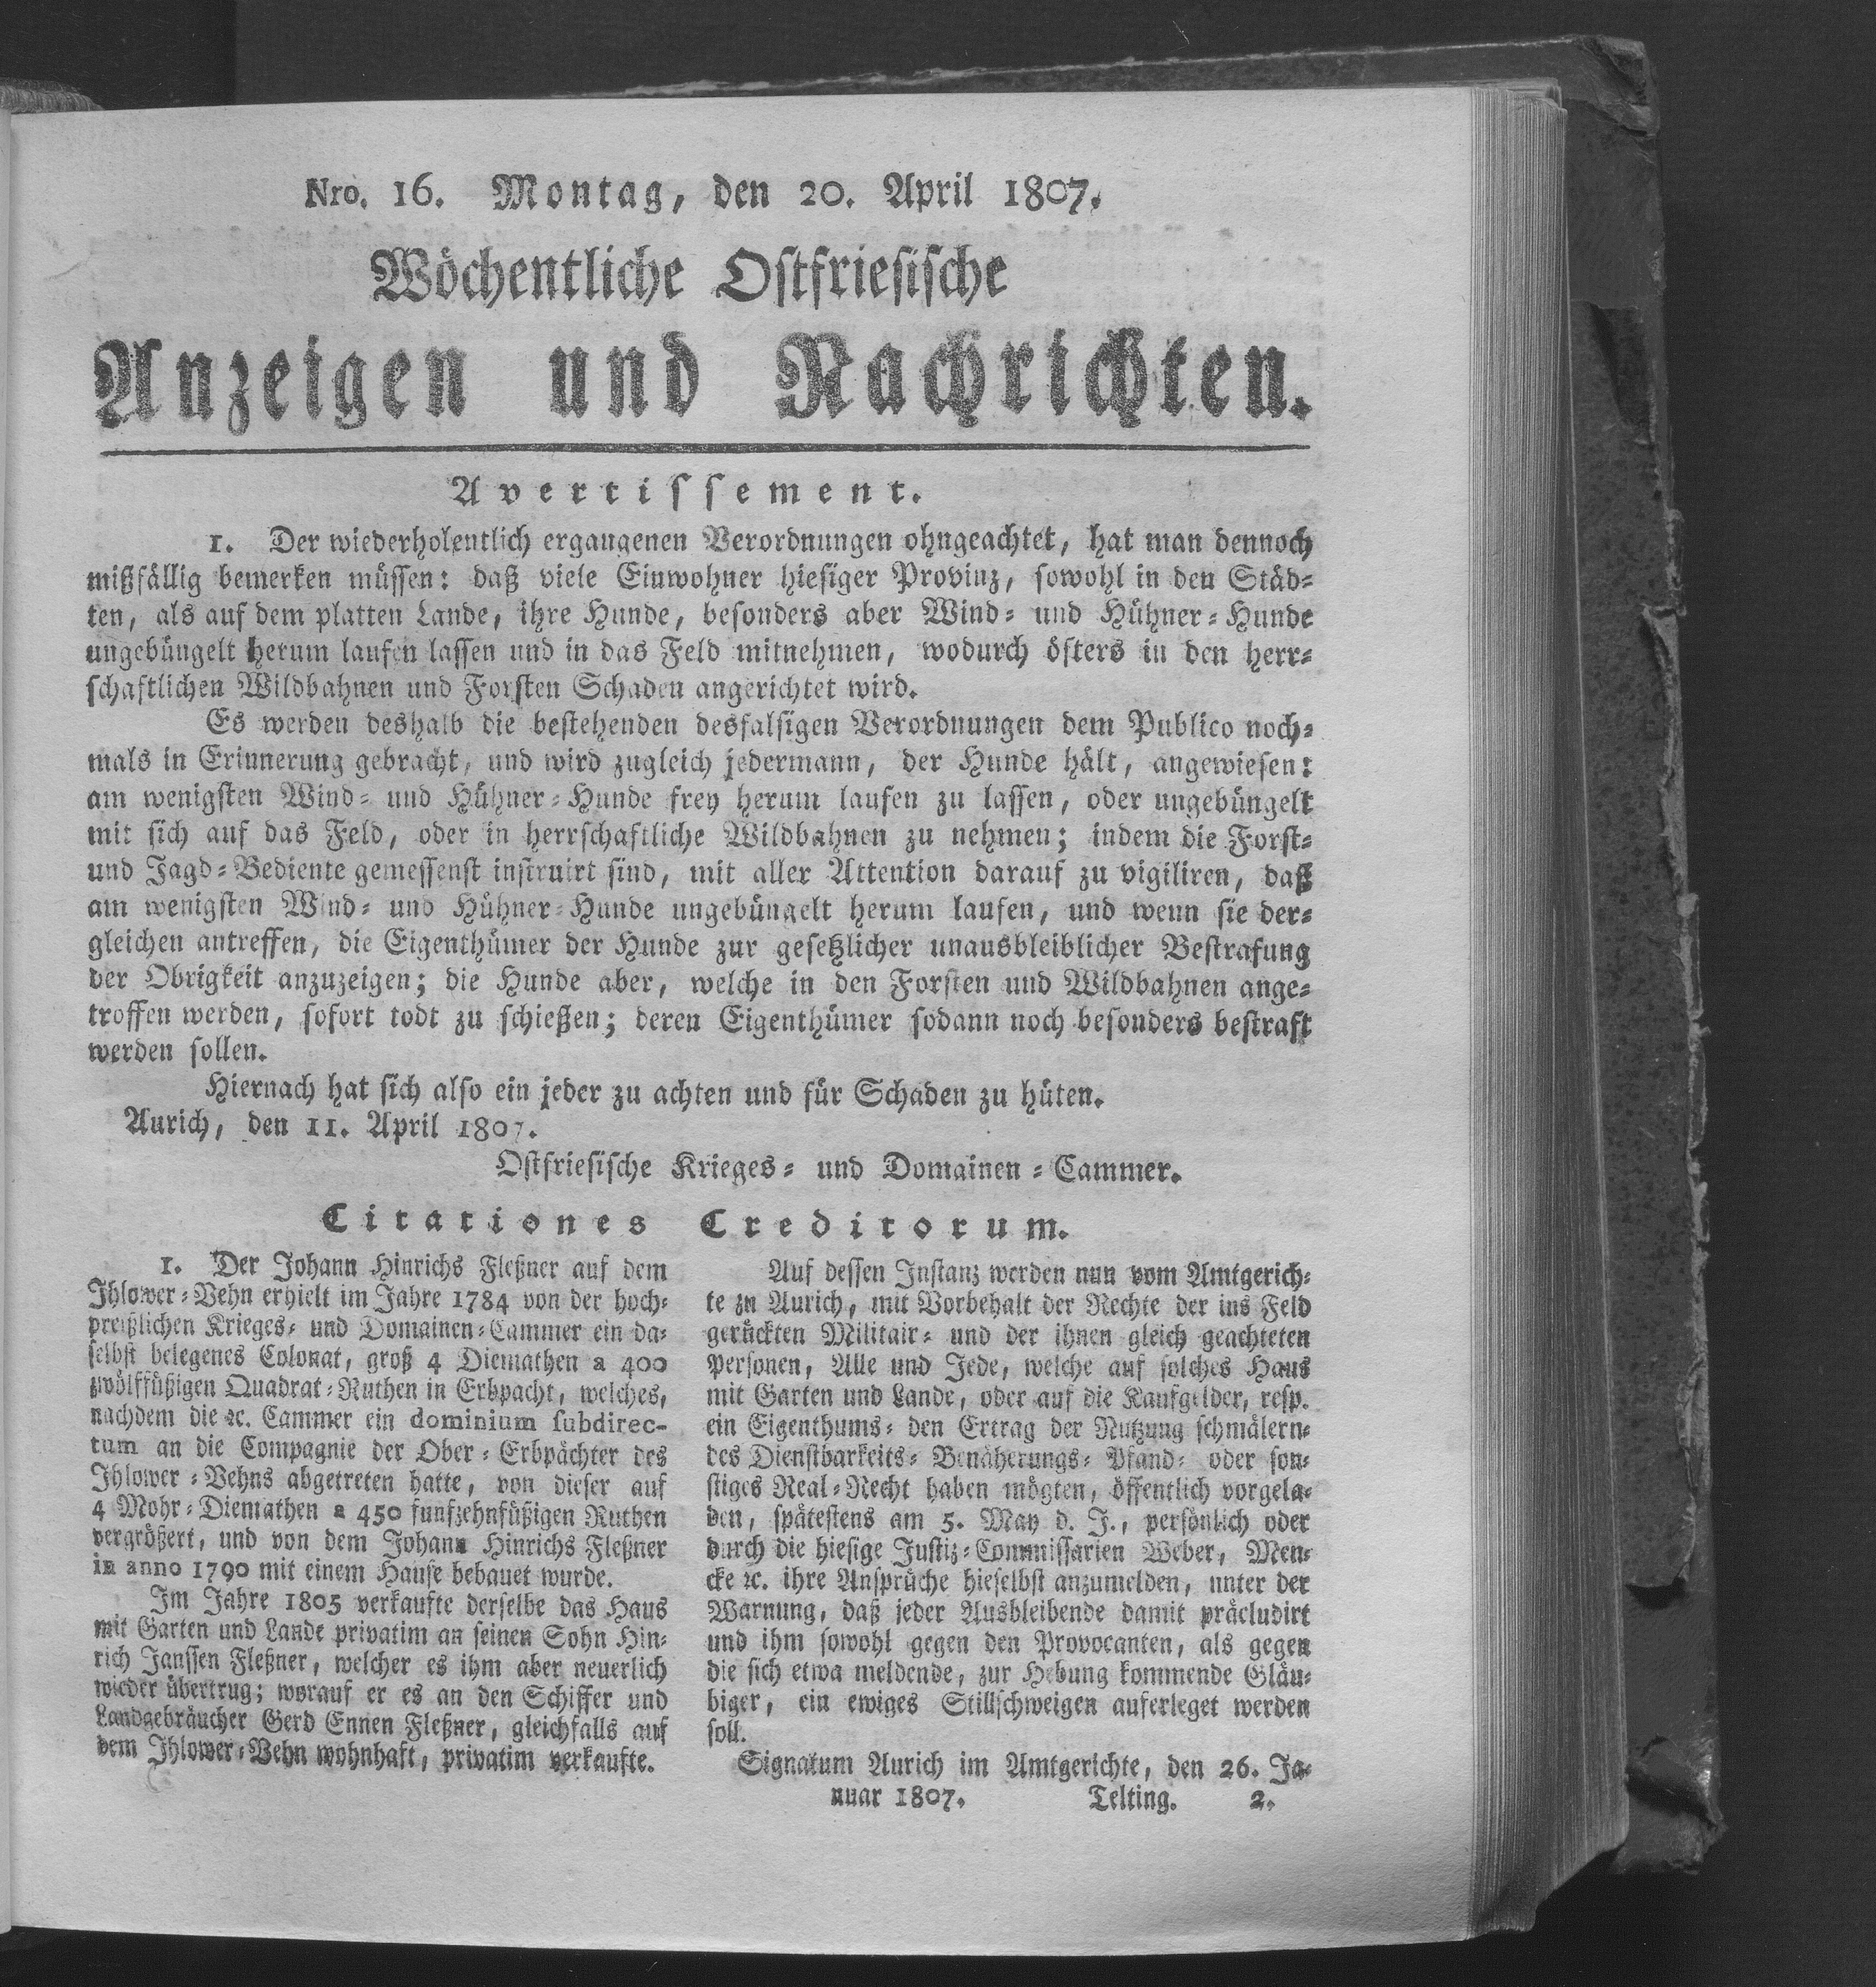 Nro. 16. Montag, den 20. April 1807.
Wöchentliche Ostfriesische
Anzeigen und Nachrichten.
Avertissement.
1. Der wiederholentlich ergangenen Verordnungen ohngeachtet, hat man dennoch
mißfällig bemerken müssen: daß viele Einwohner hiesiger Provinz, sowohl in den Städ-
ten, als auf dem platten Lande, ihre Hunde, besonders aber Wind- und Hühner-Hunde
ungebüngelt herum laufen lassen und in das Feld mitnehmen, wodurch öfters in den herr-
schaftlichen Wildbahnen und Forsten Schaden angerichtet wird.
Es werden deshalb die bestehenden desfalsigen Verordnungen dem Publico noch-
mals in Erinnerung gebracht, und wird zugleich jedermann, der Hunde hält, angewiesen:
am wenigsten Wind- und Hühner-Hunde frey herum laufen zu lassen, oder ungebüngelt
mit sich auf das Feld, oder in herrschaftliche Wildbahnen zu nehmen; indem die Forst-
und Jagd-Bediente gemessenst instruirt sind, mit aller Attention darauf zu vigiliren, daß
am wenigsten Wind- und Hühner-Hunde ungebüngelt herum laufen, und wenn sie der-
gleichen antreffen, die Eigenthümer der Hunde zur gesetzlicher unausbleiblicher Bestrafung
der Obrigkeit anzuzeigen; die Hunde aber, welche in den Forsten und Wildbahnen ange-
troffen werden, sofort todt zu schießen; deren Eigenthümer sodann noch besonders bestraft
werden sollen.
Hiernach hat sich also ein jeder zu achten und für Schaden zu hüten.
Aurich, den 11. April 1807.
Ostfriesische Krieges- und Domainen-Cammer.
Citationes Creditorum.
1. Der Johann Hinrichs Fleßner auf dem
Ihlower-Vehn erhielt im Jahre 1784 von der hoch-
preißlichen Krieges- und Domainen-Cammer ein da-
selbst belegenes Colonat, groß 4 Diemathen a 400
zwölffüßigen Quadrat-Ruthen in Erbpacht, welches,
nachdem die ꝛc. Cammer ein dominium subdirec-
tum an die Compagnie der Ober-Erbpächter des
Ihlower-Vehns abgetreten hatte, von dieser auf
4 Mohr-Diemathen a 450 funfzehnfüßigen Ruthen
vergrößert, und von dem Johann Hinrichs Fleßner
in anno 1790 mit einem Hause bebauet wurde.
Im Jahre 1805 verkaufte derselbe das Haus
mit Garten und Lande privatim an seinen Sohn Hin-
rich Janssen Fleßner, welcher es ihm aber neuerlich
wieder übertrug; worauf er es an den Schiffer und
Landgebräucher Gerd Ennen Fleßner, gleichfalls auf
dem Ihlower-Vehn wohnhaft, privatim verkaufte.
Auf dessen Instanz werden nun vom Amtgerich-
te zu Aurich, mit Vorbehalt der Rechte der ins Feld
gerückten Militair- und der ihnen gleich geachteten
Personen, Alle und Jede, welche auf solches Haus
mit Garten und Lande, oder auf die Kaufgelder, resp.
ein Eigenthums- den Ertrag der Nutzung schmälern-
des Dienstbarkeits- Benäherungs- Pfand- oder son-
stiges Real-Recht haben mögten, öffentlich vorgela-
den, spätestens am 5. May d. J., persönlich oder
durch die hiesige Justiz-Commissarien Weber, Men-
cke ꝛc. ihre Ansprüche hieselbst anzumelden, unter der
Warnung, daß jeder Ausbleibende damit präcludirt
und ihm sowohl gegen den Provocanten, als gegen
die sich etwa meldende, zur Hebung kommende Gläu-
biger, ein ewiges Stillschweigen auferleget werden
soll.
Signatum Aurich im Amtgerichte, den 26. Ja-
nuar 1807. Telting. 2.